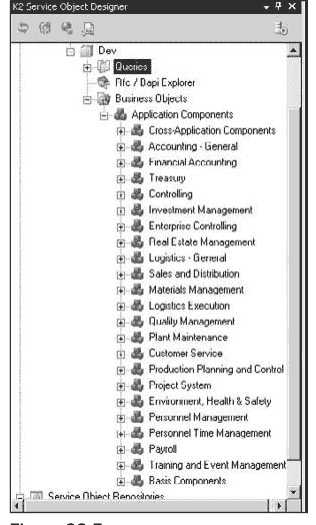 K2 Service Object Designer
Dev
Queries
Rfc / Bapi Explorer
Business Objects
Application Components
Cross-Application Components
Accounting - General
Financial Accounting
Treasury
Controlling
Investment Management
Enterprise Controlling
Real Estate Management
Logistics - General
Sales and Distribution
Materials Management
Logistics Execution
Quality Management
Plant Maintenance
Customer Service
Production Planning and Control
Project System
Environment, Health & Safety
Personnel Management
Personnel Time Management
Payroll
Training and Event Management
Basis Components
Service Object Repositories